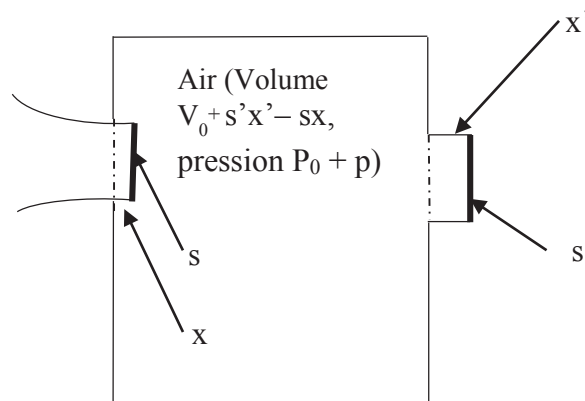 x'
Air (Volume
V₀+ s’x’– sx,
pression P₀ + p)
s
s
x